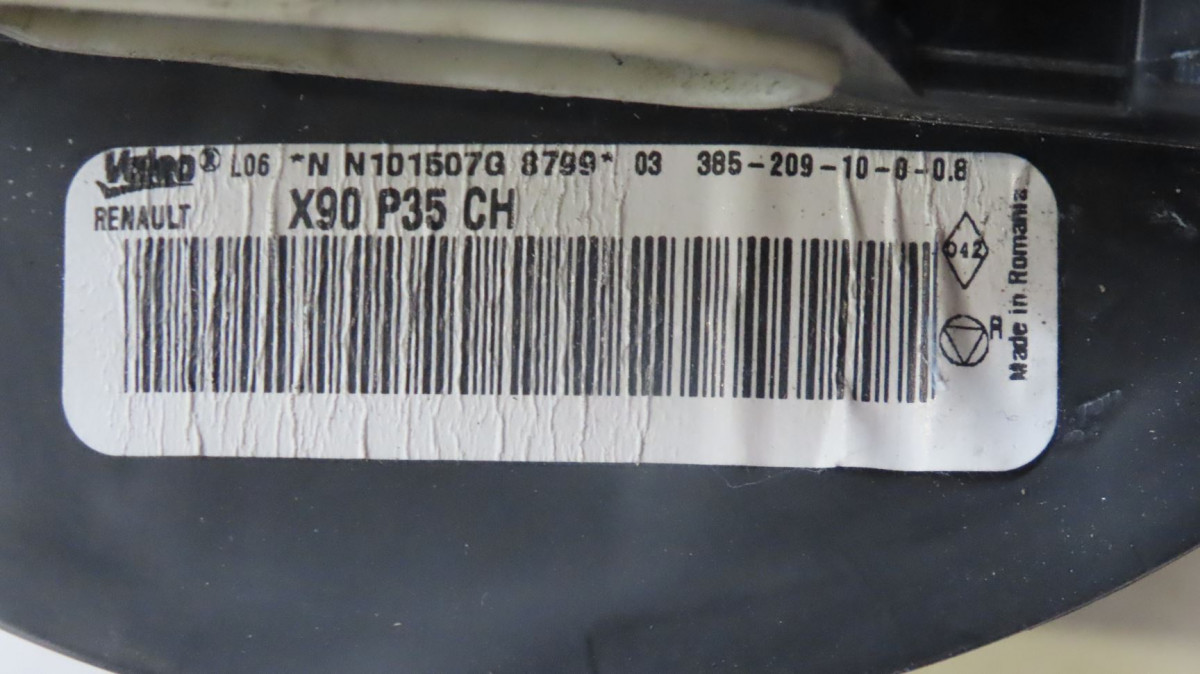 Valeo® L06 *N N101507G 8799* 03 385-209-10-0-0.8
RENAULT X90 P35 CH
042
R
Made in Romania